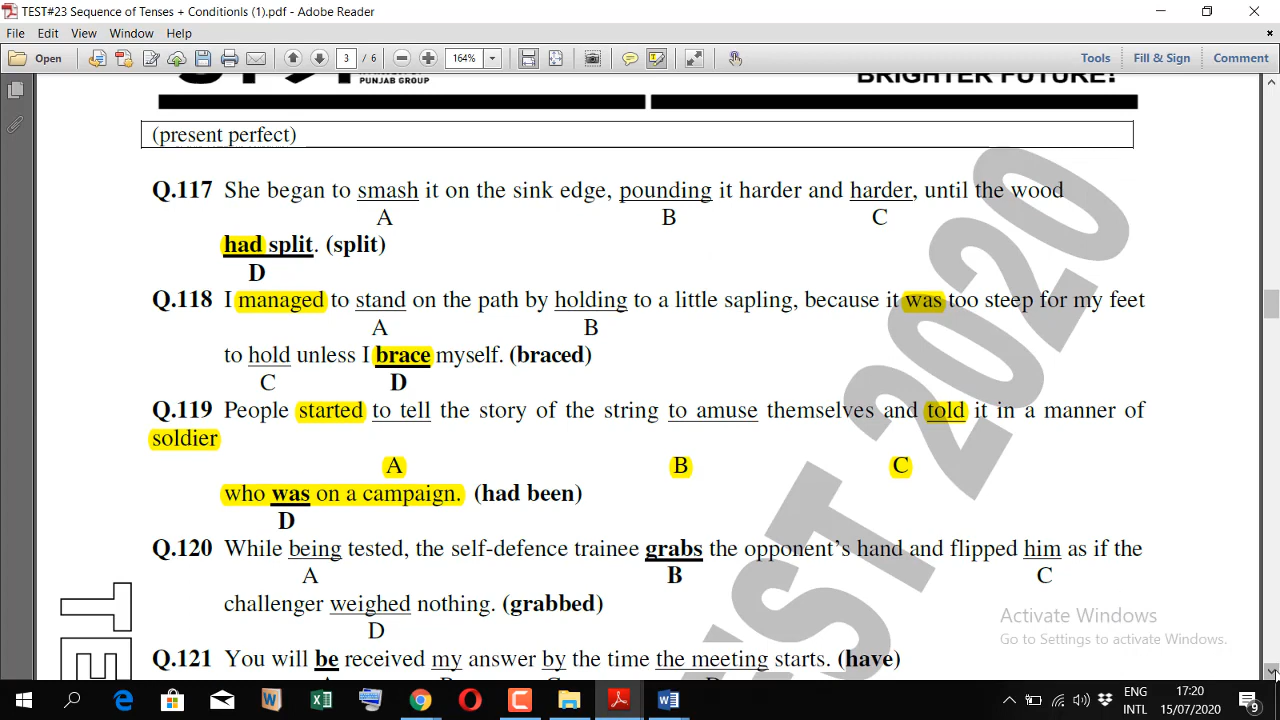 TEST#23 Sequence of Tenses + Conditionls (1).pdf - Adobe Reader
File Edit View Window Help
Open 3 / 6 164% Tools Fill & Sign Comment
PUNJAB GROUP
BRIGHTER FUTURE!
(present perfect)
Q.117 She began to smash it on the sink edge, pounding it harder and harder, until the wood
A B C
had split. (split)
D
Q.118 I managed to stand on the path by holding to a little sapling, because it was too steep for my feet
A B
to hold unless I brace myself. (braced)
C D
Q.119 People started to tell the story of the string to amuse themselves and told it in a manner of
soldier
A B C
who was on a campaign. (had been)
D
Q.120 While being tested, the self-defence trainee grabs the opponent's hand and flipped him as if the
A B C
challenger weighed nothing. (grabbed)
D
Q.121 You will be received my answer by the time the meeting starts. (have)
Activate Windows
Go to Settings to activate Windows.
ENG 17:20
INTL 15/07/2020 9